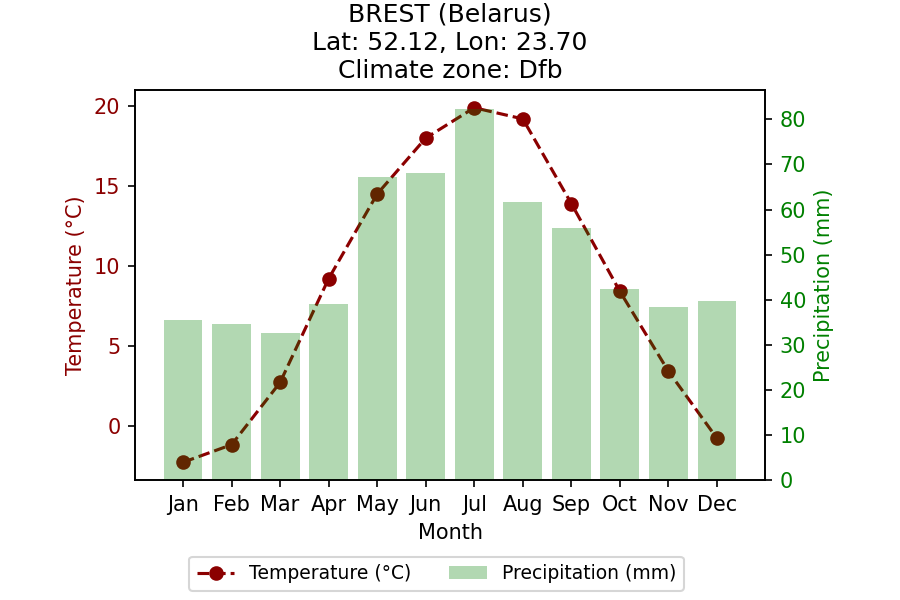 BREST (Belarus)
Lat: 52.12, Lon: 23.70
Climate zone: Dfb
Temperature (°C)
20
15
10
5
0
Precipitation (mm)
80
70
60
50
40
30
20
10
0
Jan Feb Mar Apr May Jun Jul Aug Sep Oct Nov Dec
Month
Temperature (°C) Precipitation (mm)